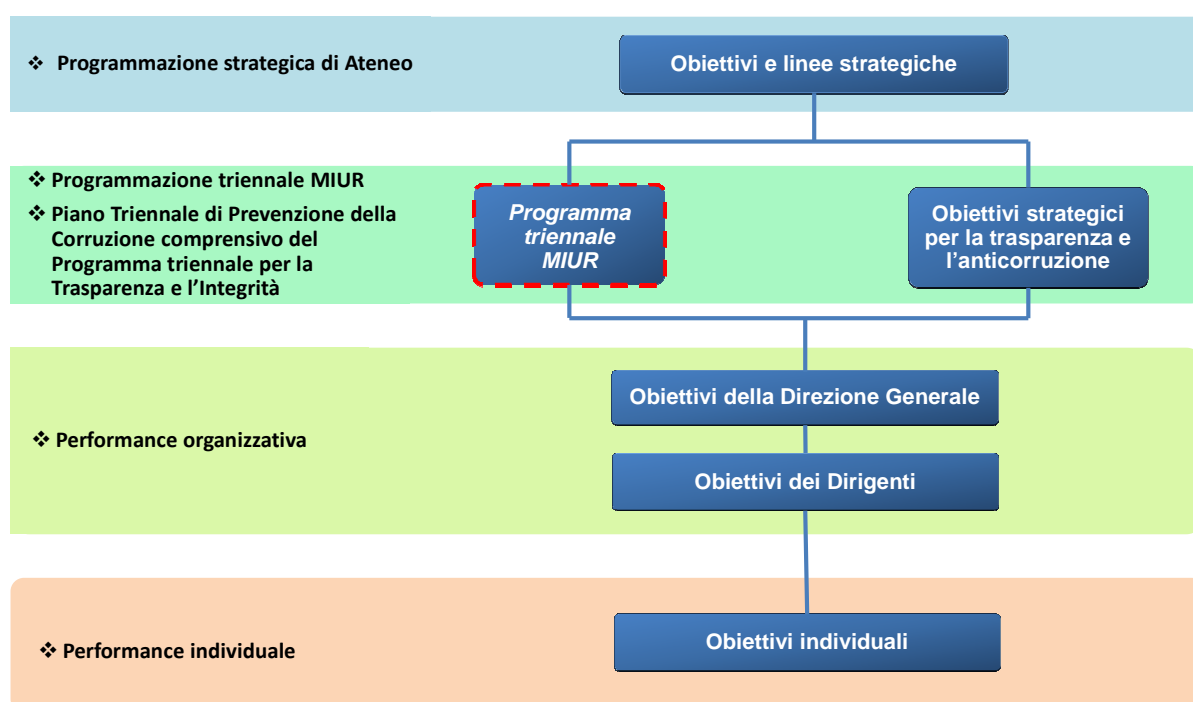 ❖ Programmazione strategica di Ateneo
Obiettivi e linee strategiche
❖ Programmazione triennale MIUR
❖ Piano Triennale di Prevenzione della
Corruzione comprensivo del
Programma triennale per la
Trasparenza e l’Integrità
Programma
triennale
MIUR
Obiettivi strategici
per la trasparenza e
l’anticorruzione
Obiettivi della Direzione Generale
❖ Performance organizzativa
Obiettivi dei Dirigenti
❖ Performance individuale
Obiettivi individuali